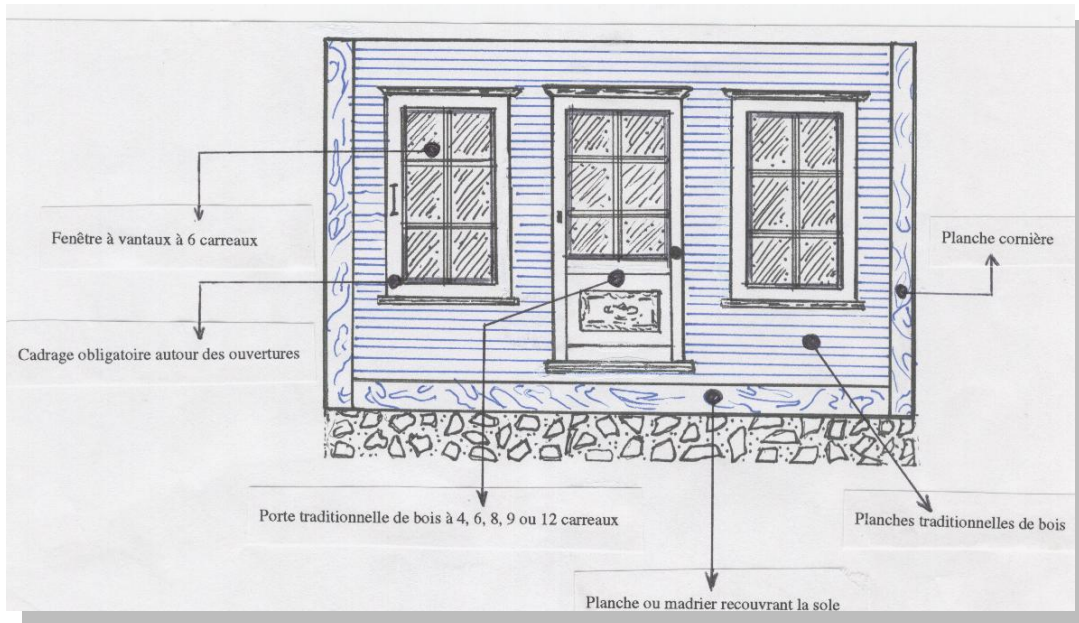 Fenêtre à vantaux à 6 carreaux
Planche cornière
Cadrage obligatoire autour des ouvertures
Porte traditionnelle de bois à 4, 6, 8, 9 ou 12 carreaux
Planches traditionnelles de bois
Planche ou madrier recouvrant la sole